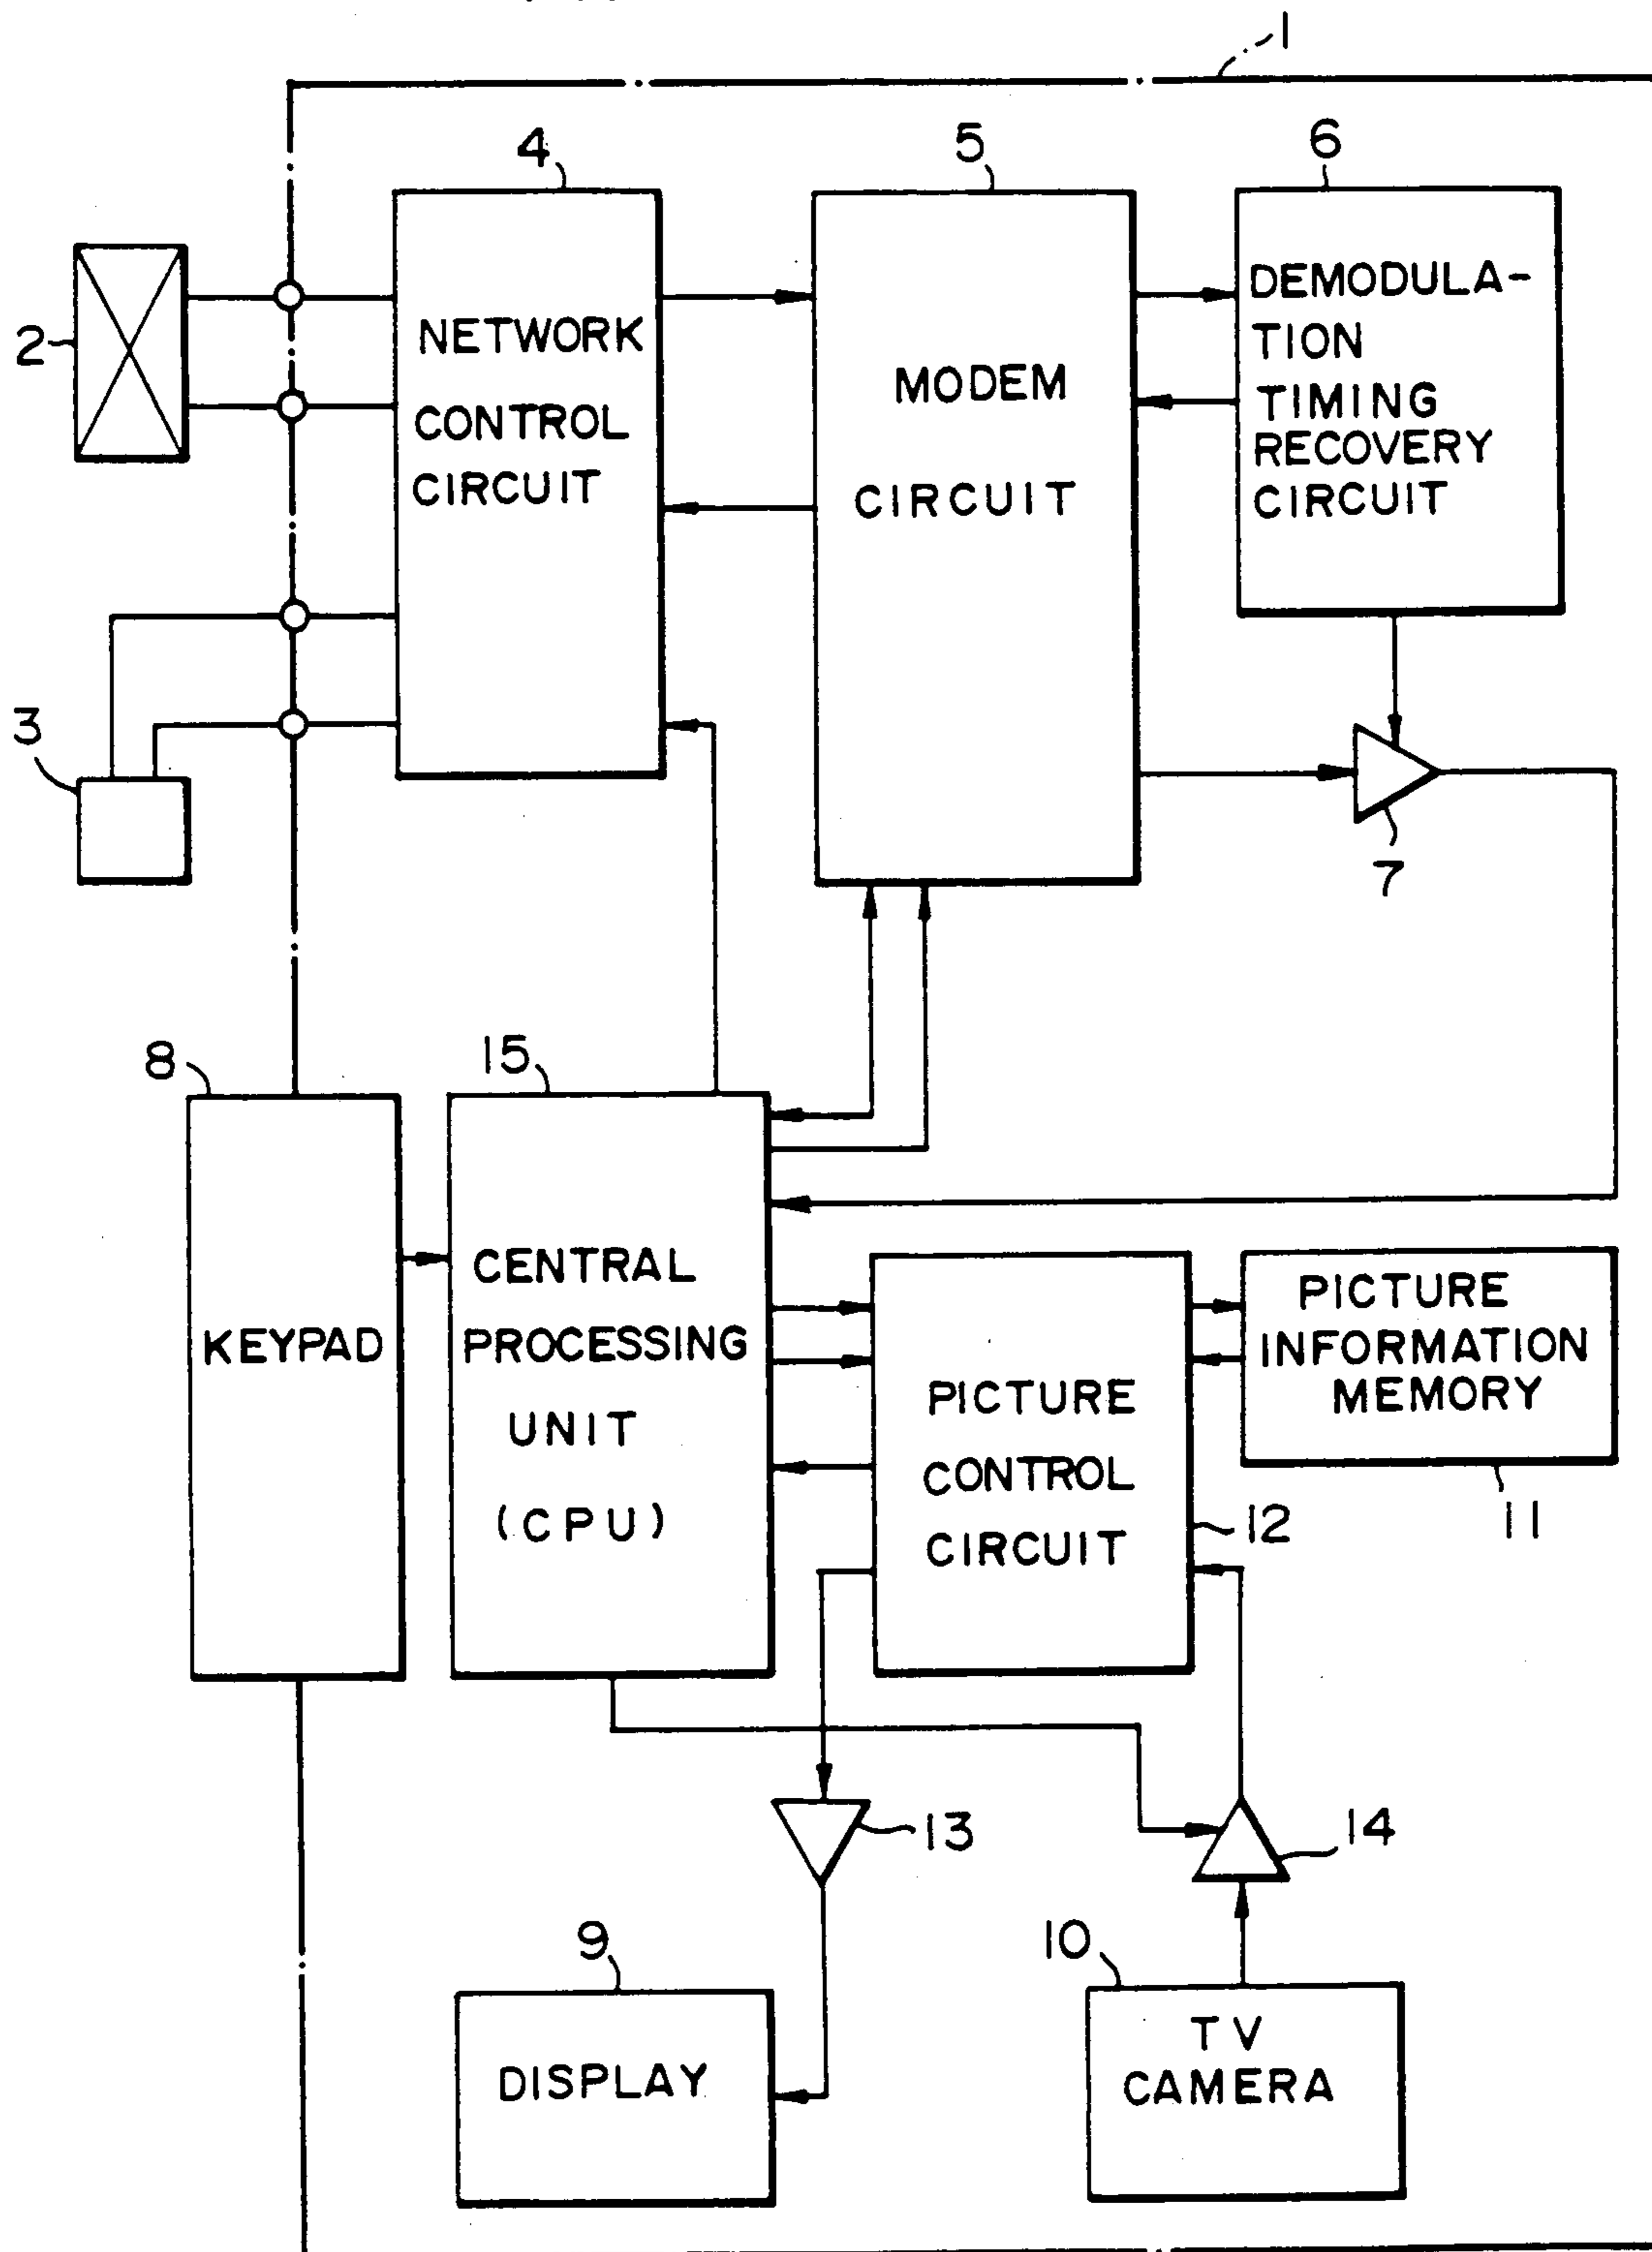 1
4
5
6
2
NETWORK
CONTROL
CIRCUIT
MODEM
CIRCUIT
DEMODULA-
TION
TIMING
RECOVERY
CIRCUIT
3
7
8
15
KEYPAD
CENTRAL
PROCESSING
UNIT
(CPU)
PICTURE
CONTROL
CIRCUIT
12
PICTURE
INFORMATION
MEMORY
11
13
14
9
10
DISPLAY
TV
CAMERA